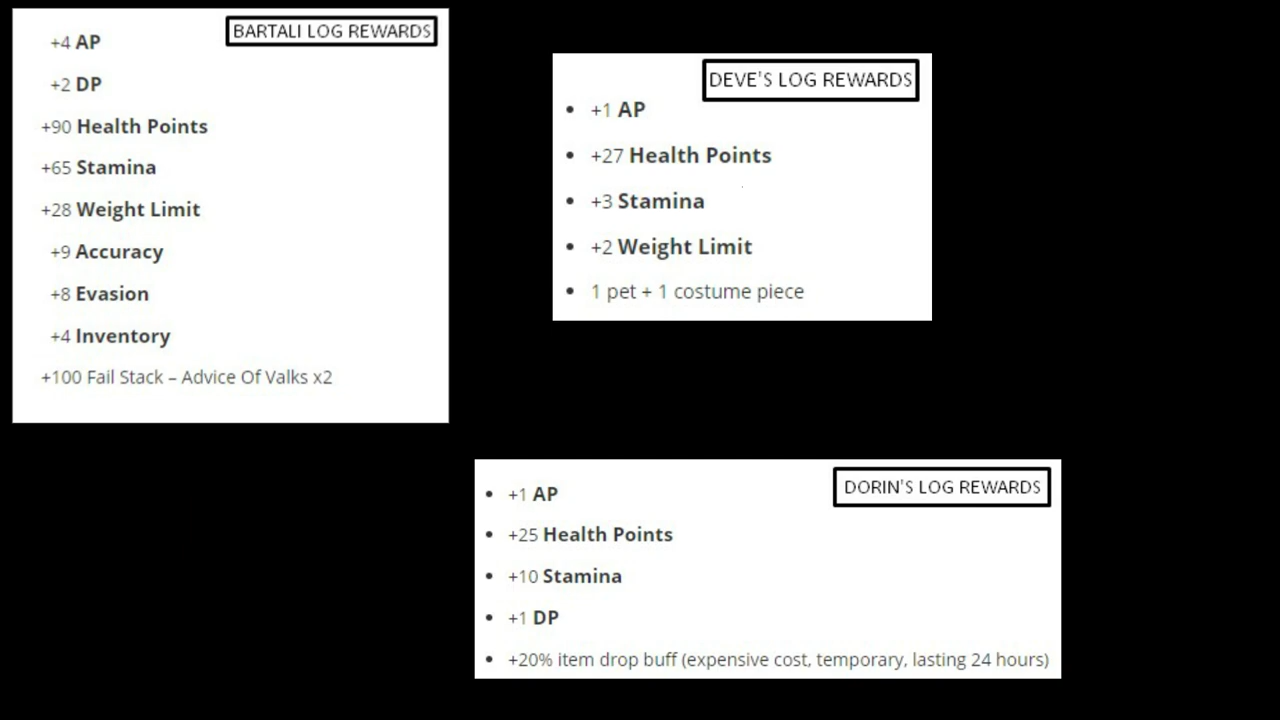 BARTALI LOG REWARDS
+4 AP
+2 DP
+90 Health Points
+65 Stamina
+28 Weight Limit
+9 Accuracy
+8 Evasion
+4 Inventory
+100 Fail Stack – Advice Of Valks x2
DEVE'S LOG REWARDS
• +1 AP
• +27 Health Points
• +3 Stamina
• +2 Weight Limit
• 1 pet + 1 costume piece
DORIN'S LOG REWARDS
• +1 AP
• +25 Health Points
• +10 Stamina
• +1 DP
• +20% item drop buff (expensive cost, temporary, lasting 24 hours)